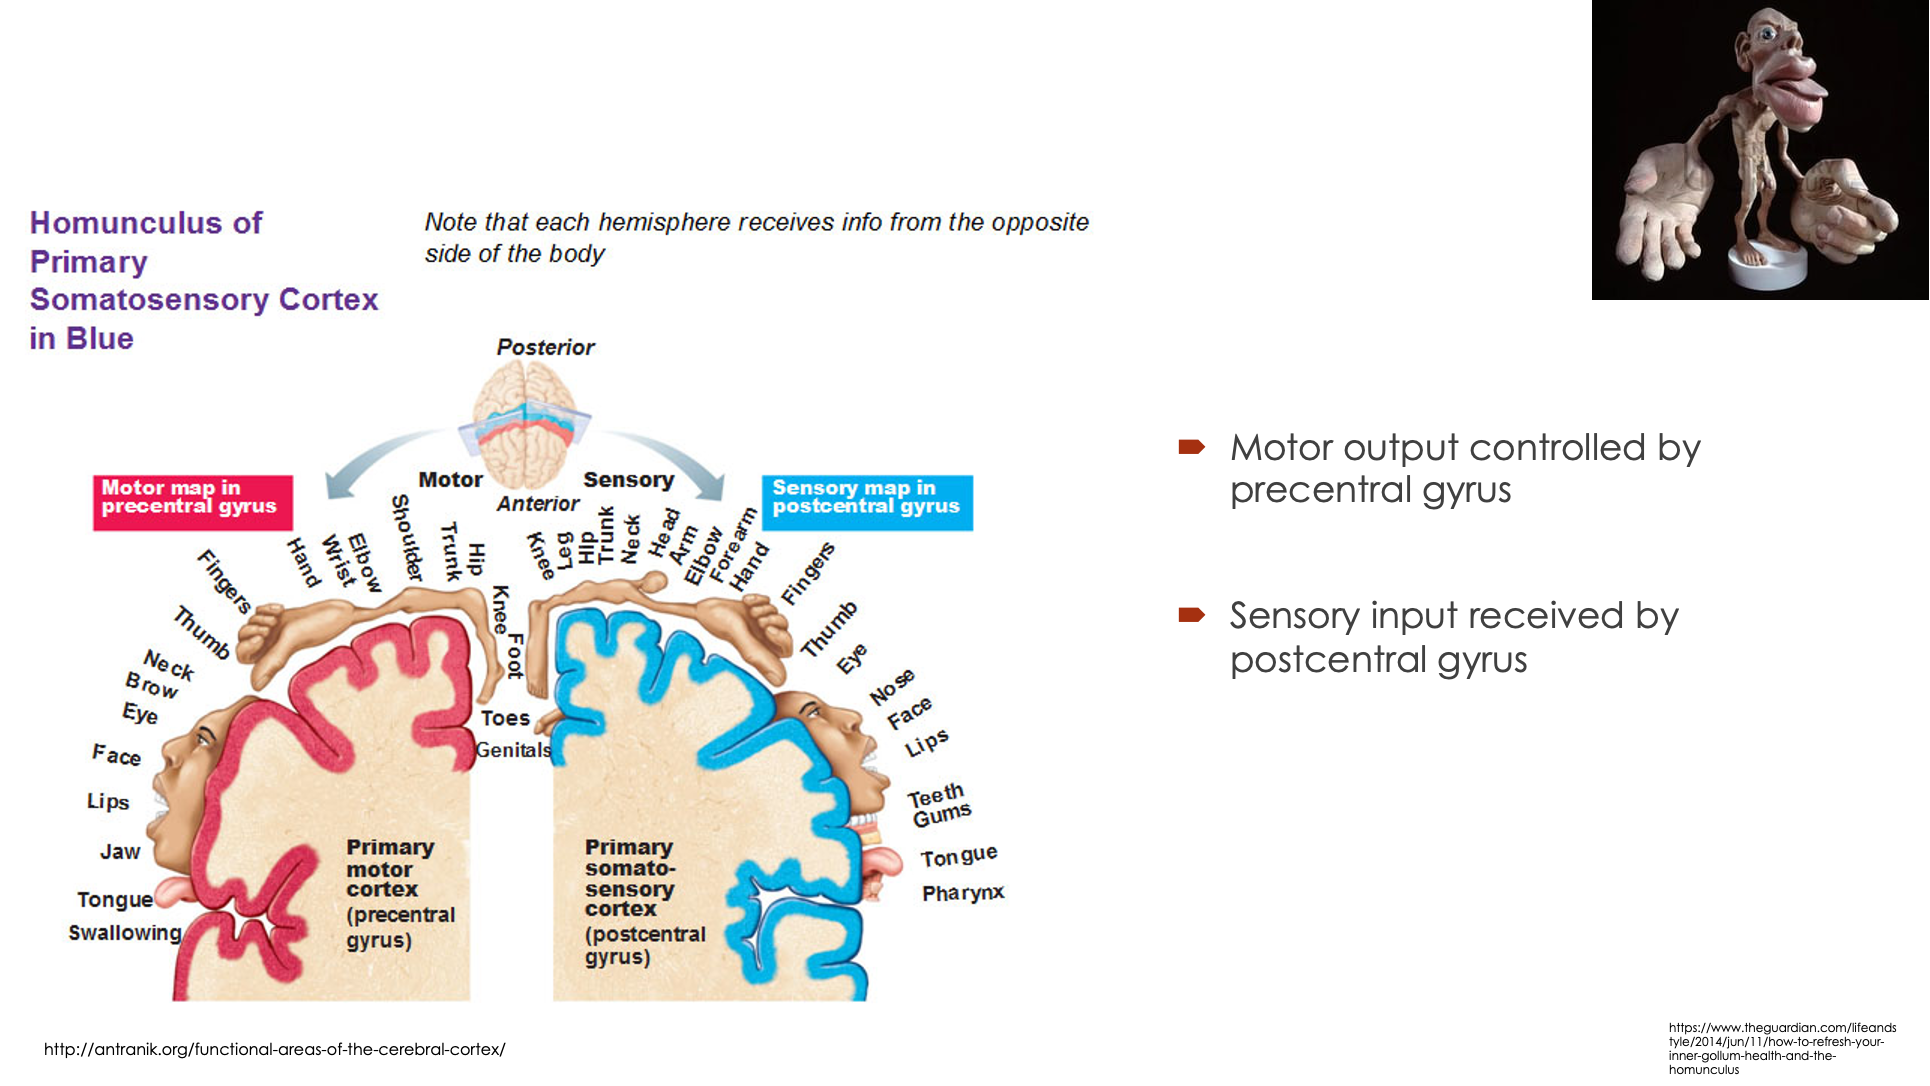 Homunculus of
Primary
Somatosensory Cortex
in Blue
Note that each hemisphere receives info from the opposite
side of the body
Posterior
Motor
Sensory
Anterior
Motor map in
precentral gyrus
Sensory map in
postcentral gyrus
Fingers
Hand
Wrist
Elbow
Shoulder
Trunk
Hip
Knee
Foot
Thumb
Neck
Brow
Eye
Face
Lips
Jaw
Tongue
Swallowing
Toes
Genitals
Knee
Leg
Hip
Trunk
Neck
Head
Arm
Elbow
Forearm
Hand
Fingers
Thumb
Eye
Nose
Face
Lips
Teeth
Gums
Tongue
Pharynx
Primary
motor
cortex
(precentral
gyrus)
Primary
somato-
sensory
cortex
(postcentral
gyrus)
Motor output controlled by
precentral gyrus
Sensory input received by
postcentral gyrus
http://antranik.org/functional-areas-of-the-cerebral-cortex/
https://www.theguardian.com/lifeands
tyle/2014/jun/11/how-to-refresh-your-
inner-gollum-health-and-the-
homunculus